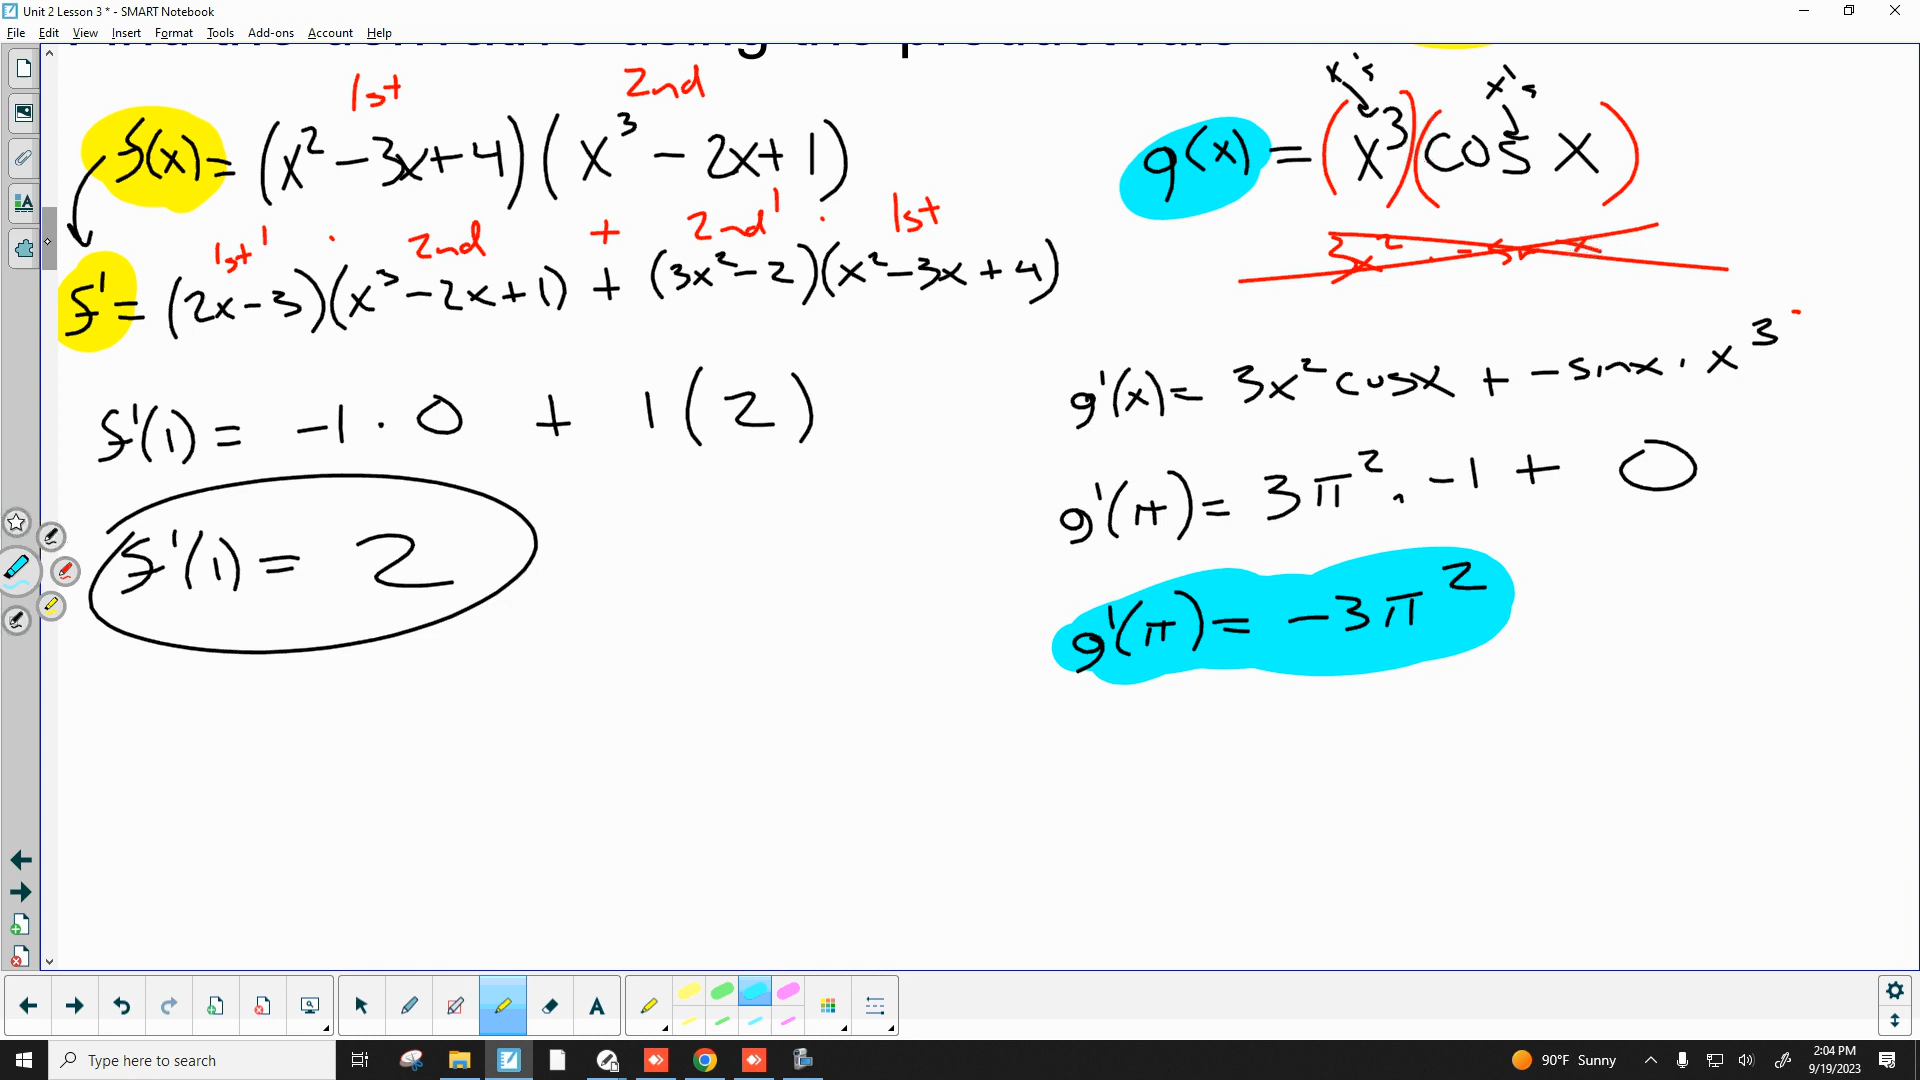 Unit 2 Lesson 3 * - SMART Notebook
File Edit View Insert Format Tools Add-ons Account Help
1st 2nd
f(x) = (x² - 3x + 4)(x³ - 2x + 1)
1st' · 2nd + 2nd' · 1st
f' = (2x - 3)(x³ - 2x + 1) + (3x² - 2)(x² - 3x + 4)
f'(1) = -1 · 0 + 1(2)
f'(1) = 2
x's x's
g(x) = (x³)(cos x)
3x² · -sin x
g'(x) = 3x² cosx + -sinx · x³
g'(π) = 3π² · -1 + 0
g'(π) = -3π²
A
Type here to search
90°F Sunny
2:04 PM
9/19/2023